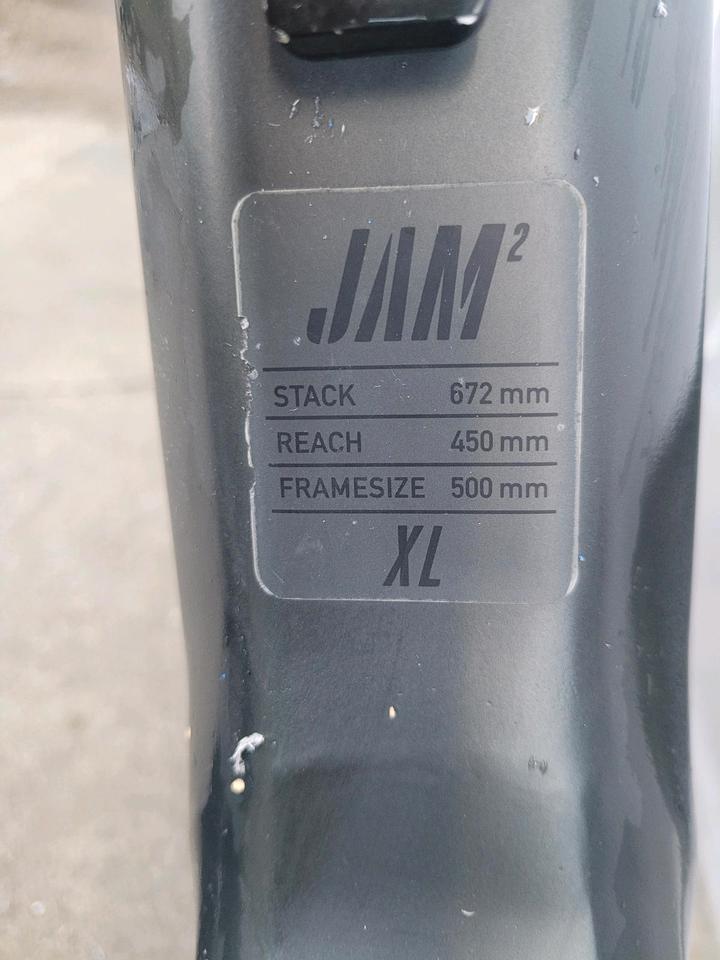 JAM²
STACK 672 mm
REACH 450 mm
FRAMESIZE 500 mm
XL